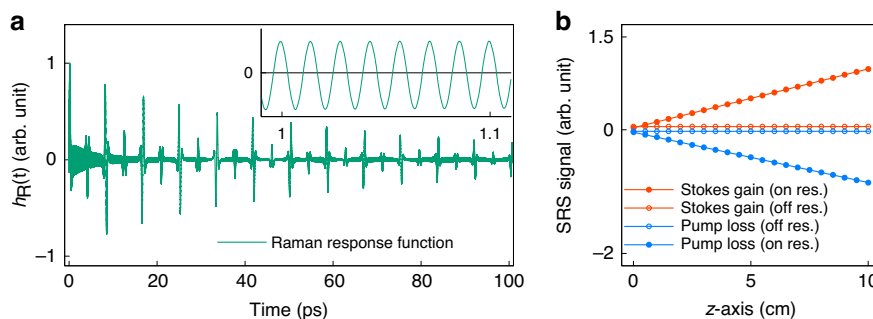 a
1
0
−1
hR(t) (arb. unit)
0
1
1.1
Raman response function
0
20
40
60
80
100
Time (ps)
b
1.5
0
−2
SRS signal (arb. unit)
Stokes gain (on res.)
Stokes gain (off res.)
Pump loss (off res.)
Pump loss (on res.)
0
5
10
z-axis (cm)